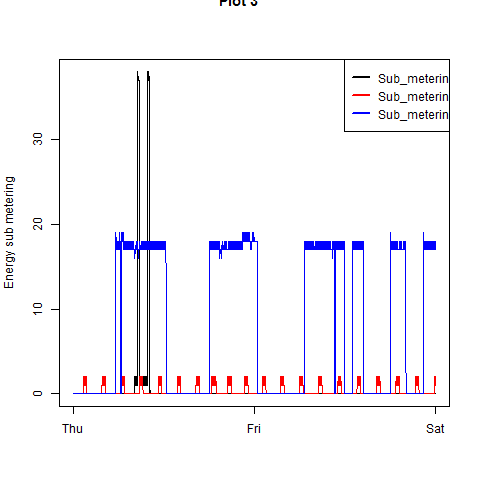 Plot 3
Sub_meterin
Sub_meterin
Sub_meterin
Energy sub metering
30
20
10
0
Thu
Fri
Sat